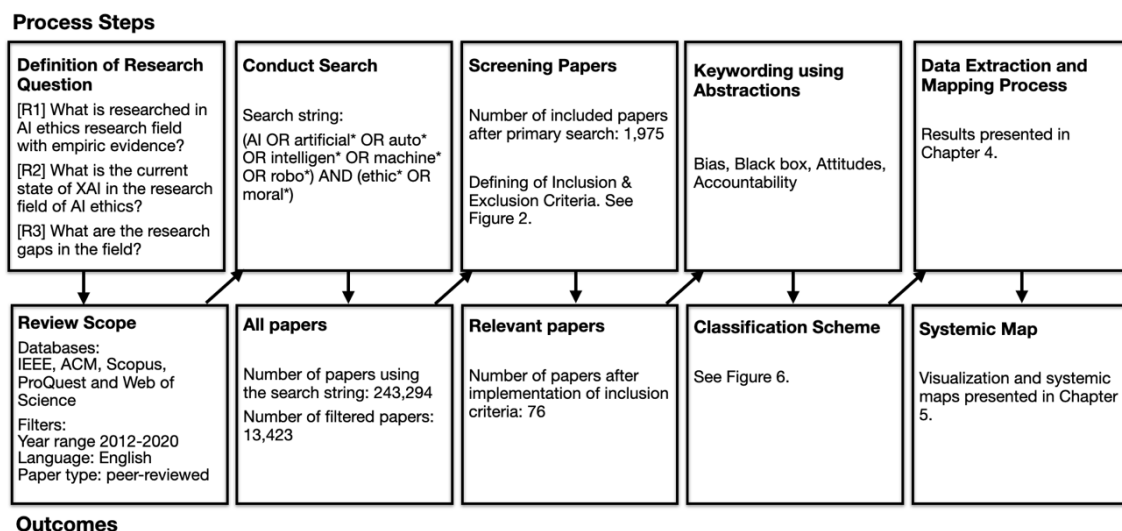 Process Steps
Definition of Research
Question
[R1] What is researched in
AI ethics research field
with empiric evidence?
[R2] What is the current
state of XAI in the research
field of AI ethics?
[R3] What are the research
gaps in the field?
Conduct Search
Search string:
(AI OR artificial* OR auto*
OR intelligen* OR machine*
OR robo*) AND (ethic* OR
moral*)
Screening Papers
Number of included papers
after primary search: 1,975
Defining of Inclusion &
Exclusion Criteria. See
Figure 2.
Keywording using
Abstractions
Bias, Black box, Attitudes,
Accountability
Data Extraction and
Mapping Process
Results presented in
Chapter 4.
Review Scope
Databases:
IEEE, ACM, Scopus,
ProQuest and Web of
Science
Filters:
Year range 2012-2020
Language: English
Paper type: peer-reviewed
All papers
Number of papers using
the search string: 243,294
Number of filtered papers:
13,423
Relevant papers
Number of papers after
implementation of inclusion
criteria: 76
Classification Scheme
See Figure 6.
Systemic Map
Visualization and systemic
maps presented in Chapter
5.
Outcomes